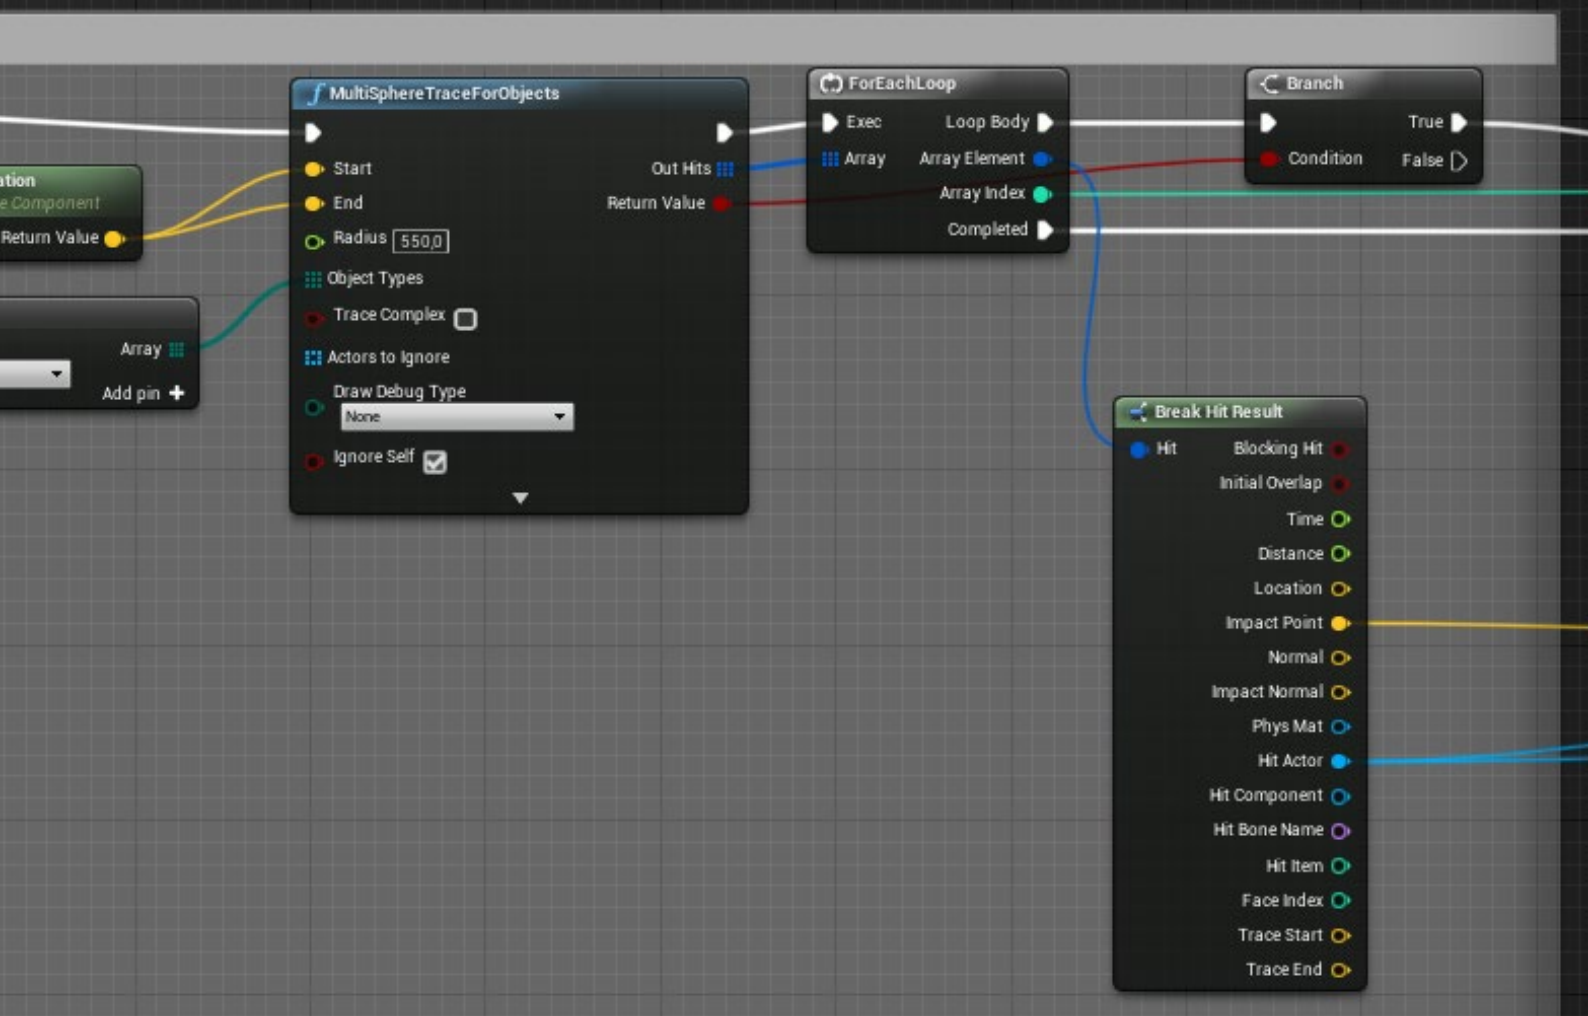 ation
e Component
Return Value
Array
Add pin
MultiSphereTraceForObjects
Start
Out Hits
End
Return Value
Radius 550,0
Object Types
Trace Complex
Actors to Ignore
Draw Debug Type
None
Ignore Self
ForEachLoop
Exec Loop Body
Array Array Element
Array Index
Completed
Branch
True
Condition False
Break Hit Result
Hit Blocking Hit
Initial Overlap
Time
Distance
Location
Impact Point
Normal
Impact Normal
Phys Mat
Hit Actor
Hit Component
Hit Bone Name
Hit Item
Face Index
Trace Start
Trace End